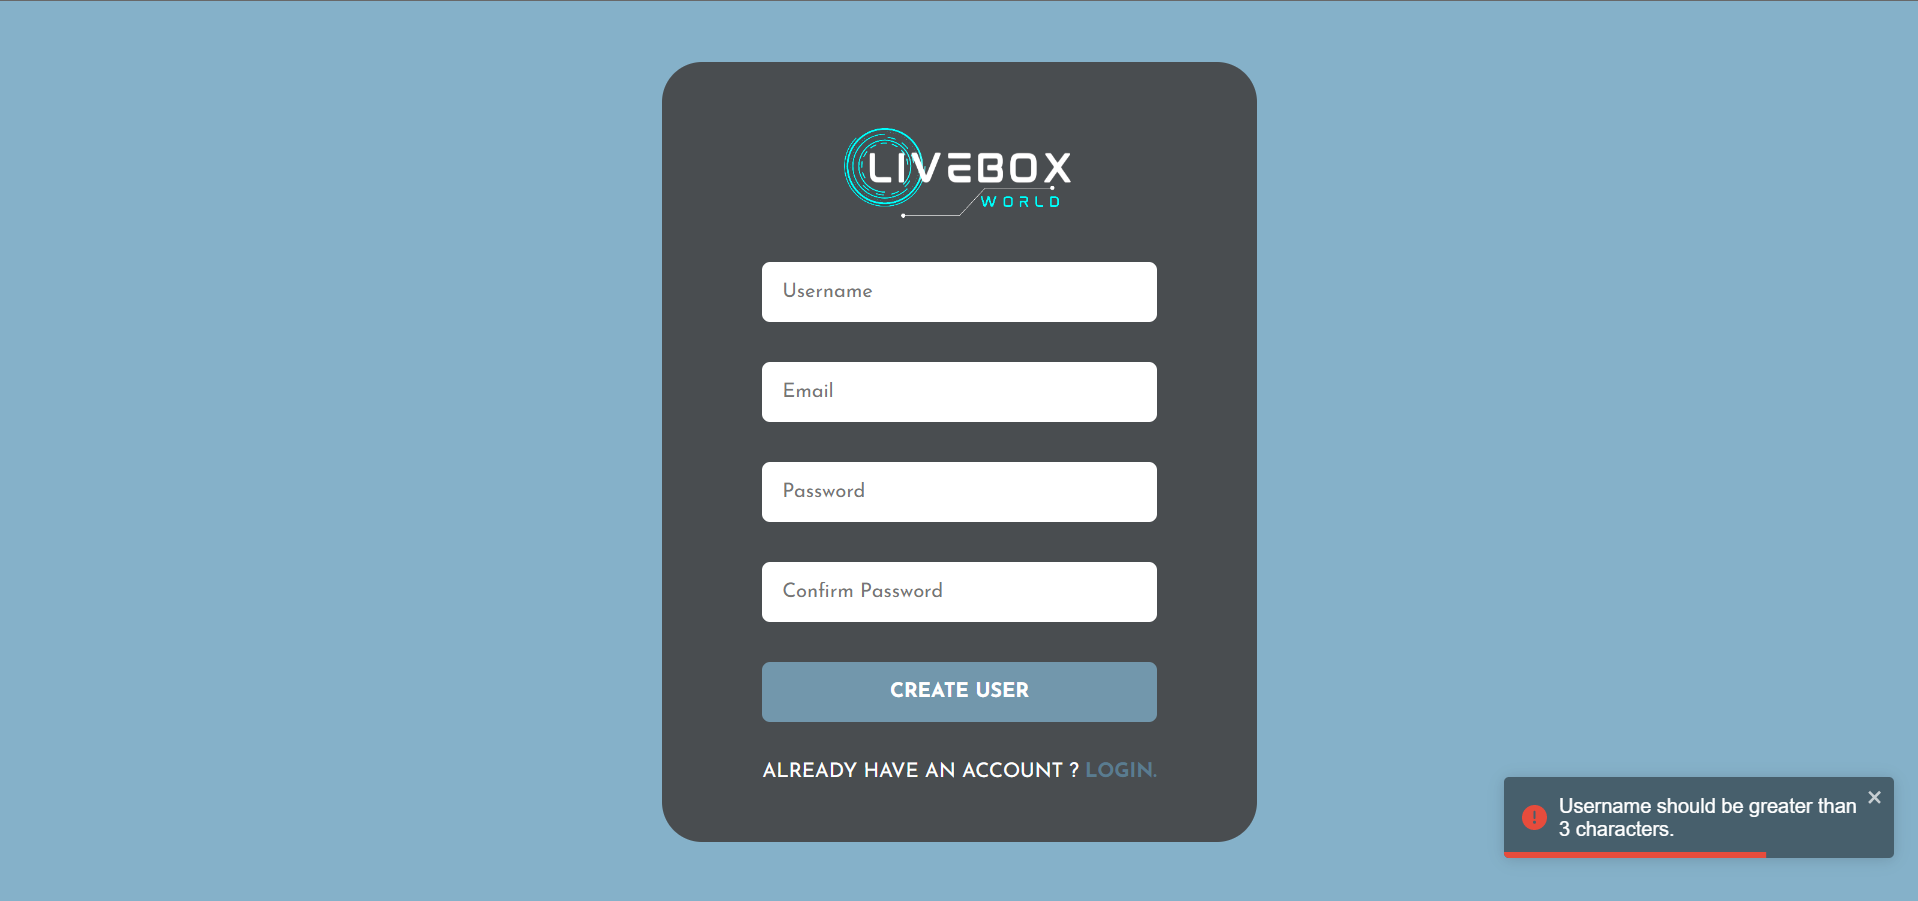 LIVEBOX
WORLD
Username
Email
Password
Confirm Password
CREATE USER
ALREADY HAVE AN ACCOUNT ? LOGIN.
Username should be greater than
3 characters.